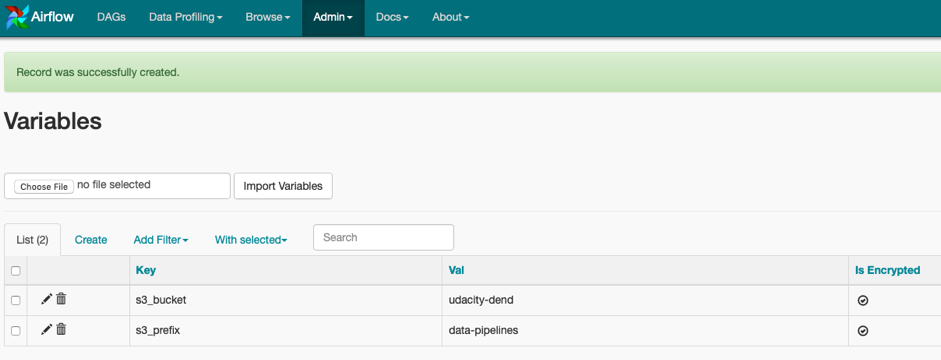 Airflow DAGs Data Profiling Browse Admin Docs About
Record was successfully created.
Variables
Choose File no file selected Import Variables
List (2) Create Add Filter With selected Search
Key Val Is Encrypted
s3_bucket udacity-dend
s3_prefix data-pipelines